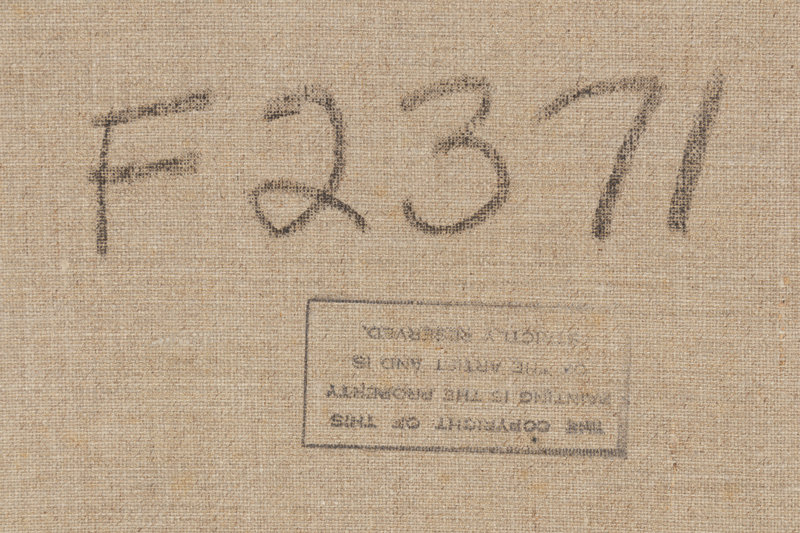 F2371
THE COPYRIGHT OF THIS
PAINTING IS THE PROPERTY
OF THE ARTIST AND IS
STRICTLY RESERVED.